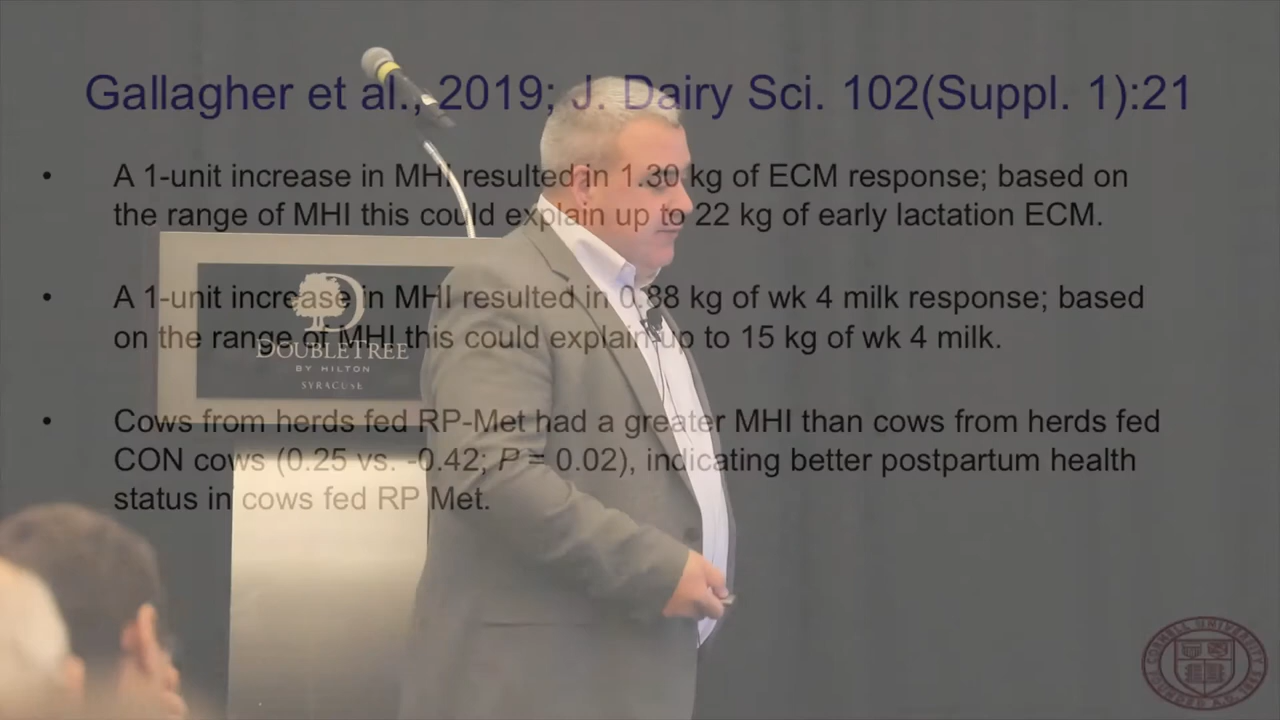 Gallagher et al., 2019; J. Dairy Sci. 102(Suppl. 1):21
• A 1-unit increase in MHI resulted in 1.30 kg of ECM response; based on
the range of MHI this could explain up to 22 kg of early lactation ECM.
• A 1-unit increase in MHI resulted in 0.88 kg of wk 4 milk response; based
on the range of MHI this could explain up to 15 kg of wk 4 milk.
• Cows from herds fed RP-Met had a greater MHI than cows from herds fed
CON cows (0.25 vs. -0.42; P = 0.02), indicating better postpartum health
status in cows fed RP Met.
DOUBLETREE
BY HILTON
SYRACUSE
CORNELL UNIVERSITY
FOUNDED A.D. 1865